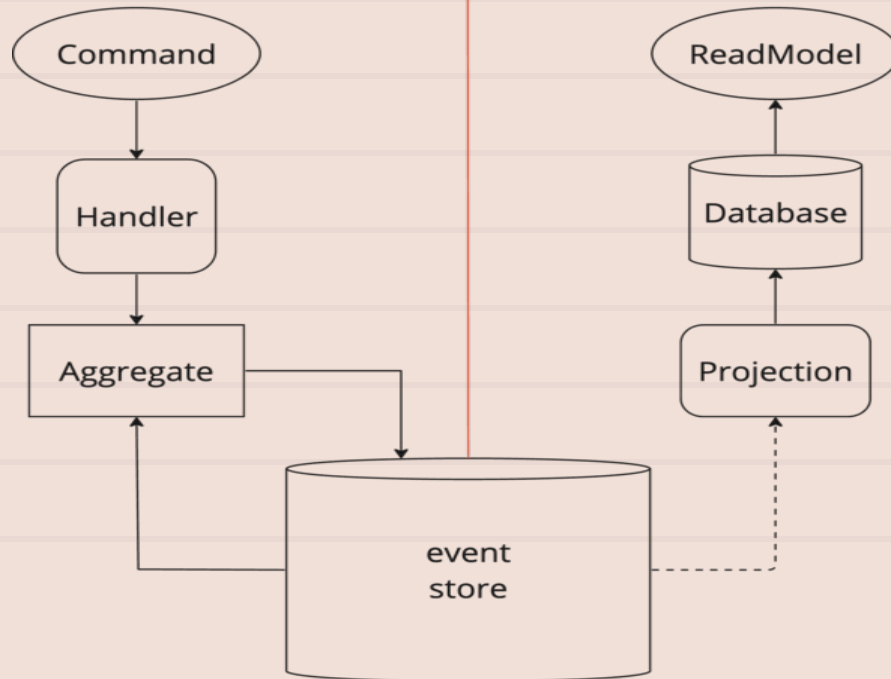 Command
ReadModel
Handler
Database
Aggregate
Projection
event
store